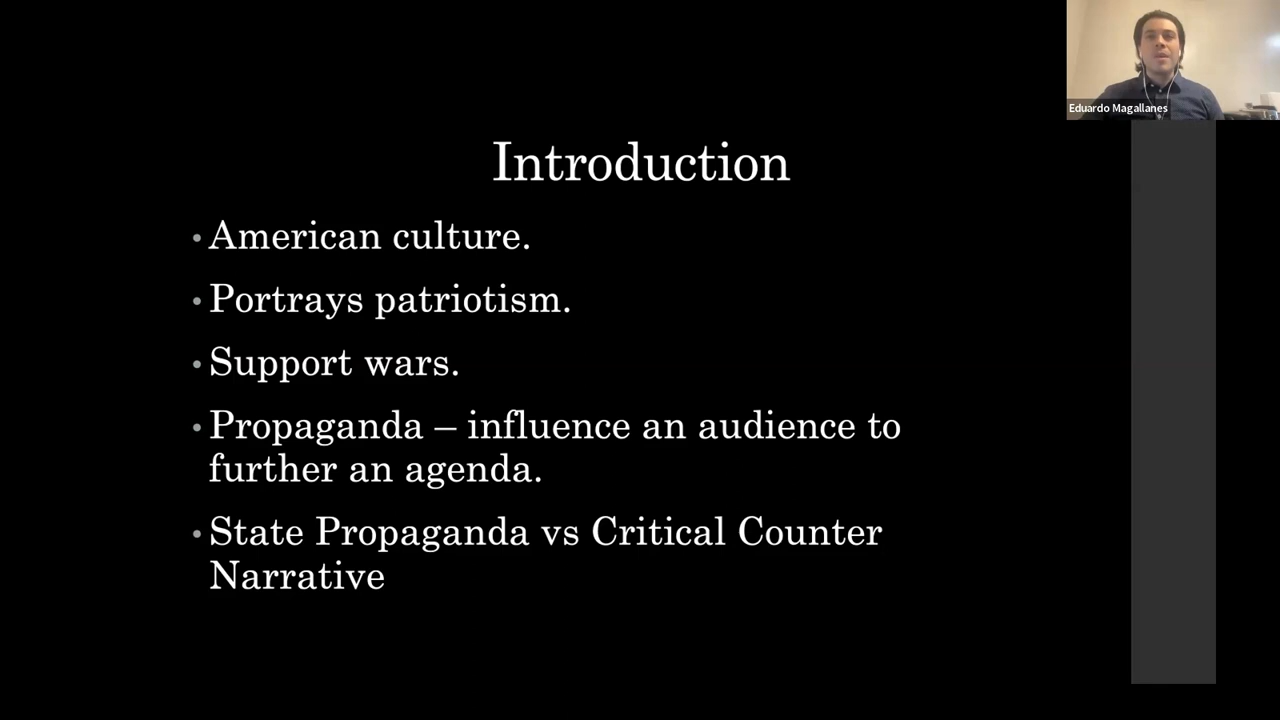 Eduardo Magallanes
Introduction
• American culture.
• Portrays patriotism.
• Support wars.
• Propaganda – influence an audience to
further an agenda.
• State Propaganda vs Critical Counter
Narrative